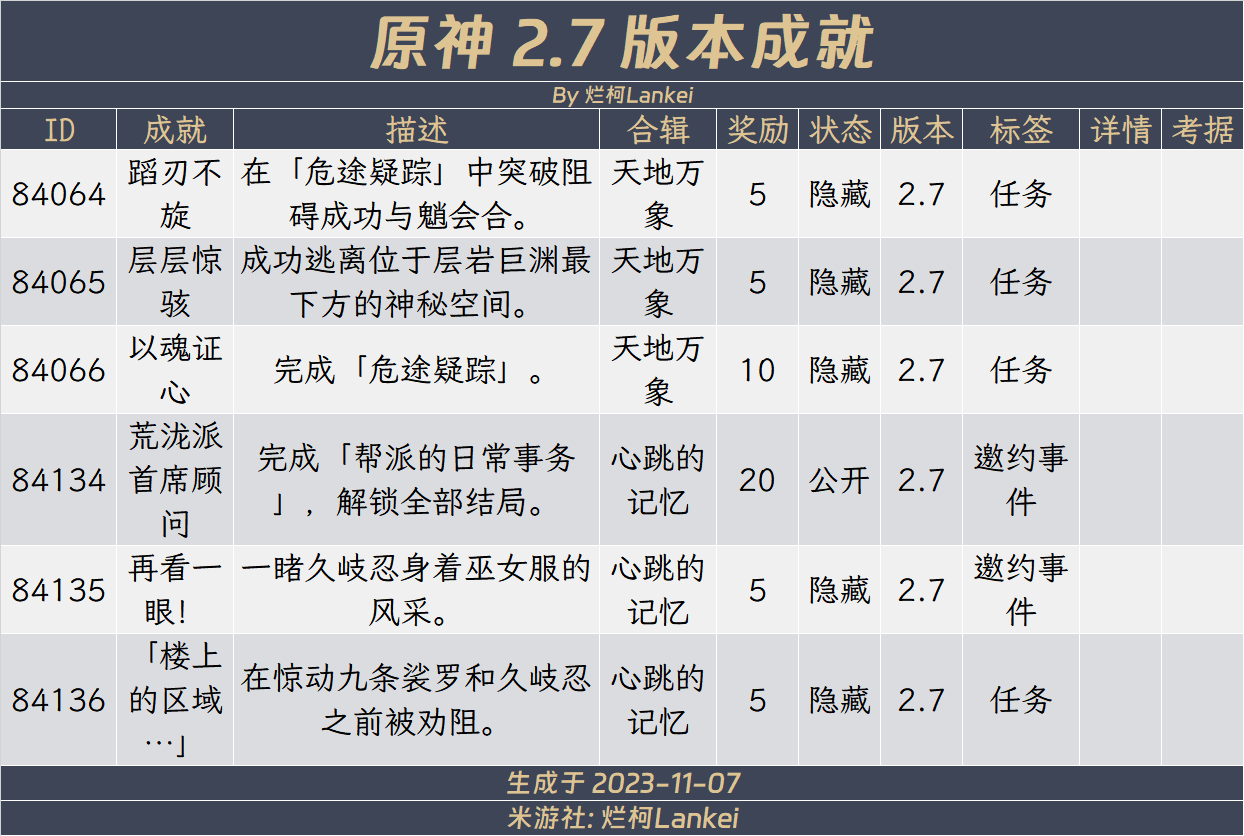 原神 2.7 版本成就
By 烂柯Lankei
ID 成就 描述 合辑 奖励 状态 版本 标签 详情 考据
84064 蹈刃不旋 在「危途疑踪」中突破阻碍成功与魈会合。 天地万象 5 隐藏 2.7 任务
84065 层层惊骇 成功逃离位于层岩巨渊最下方的神秘空间。 天地万象 5 隐藏 2.7 任务
84066 以魂证心 完成「危途疑踪」。 天地万象 10 隐藏 2.7 任务
84134 荒泷派首席顾问 完成「帮派的日常事务」，解锁全部结局。 心跳的记忆 20 公开 2.7 邀约事件
84135 再看一眼！ 一睹久岐忍身着巫女服的风采。 心跳的记忆 5 隐藏 2.7 邀约事件
84136 「楼上的区域…」 在惊动九条裟罗和久岐忍之前被劝阻。 心跳的记忆 5 隐藏 2.7 任务
生成于 2023-11-07
米游社: 烂柯Lankei